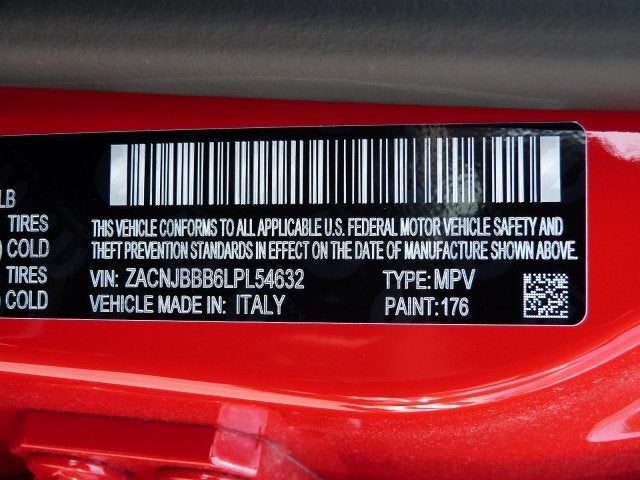 LB
TIRES
COLD
TIRES
COLD
THIS VEHICLE CONFORMS TO ALL APPLICABLE U.S. FEDERAL MOTOR VEHICLE SAFETY AND
THEFT PREVENTION STANDARDS IN EFFECT ON THE DATE OF MANUFACTURE SHOWN ABOVE.
VIN: ZACNJBBB6LPL54632 TYPE: MPV
VEHICLE MADE IN: ITALY PAINT:176